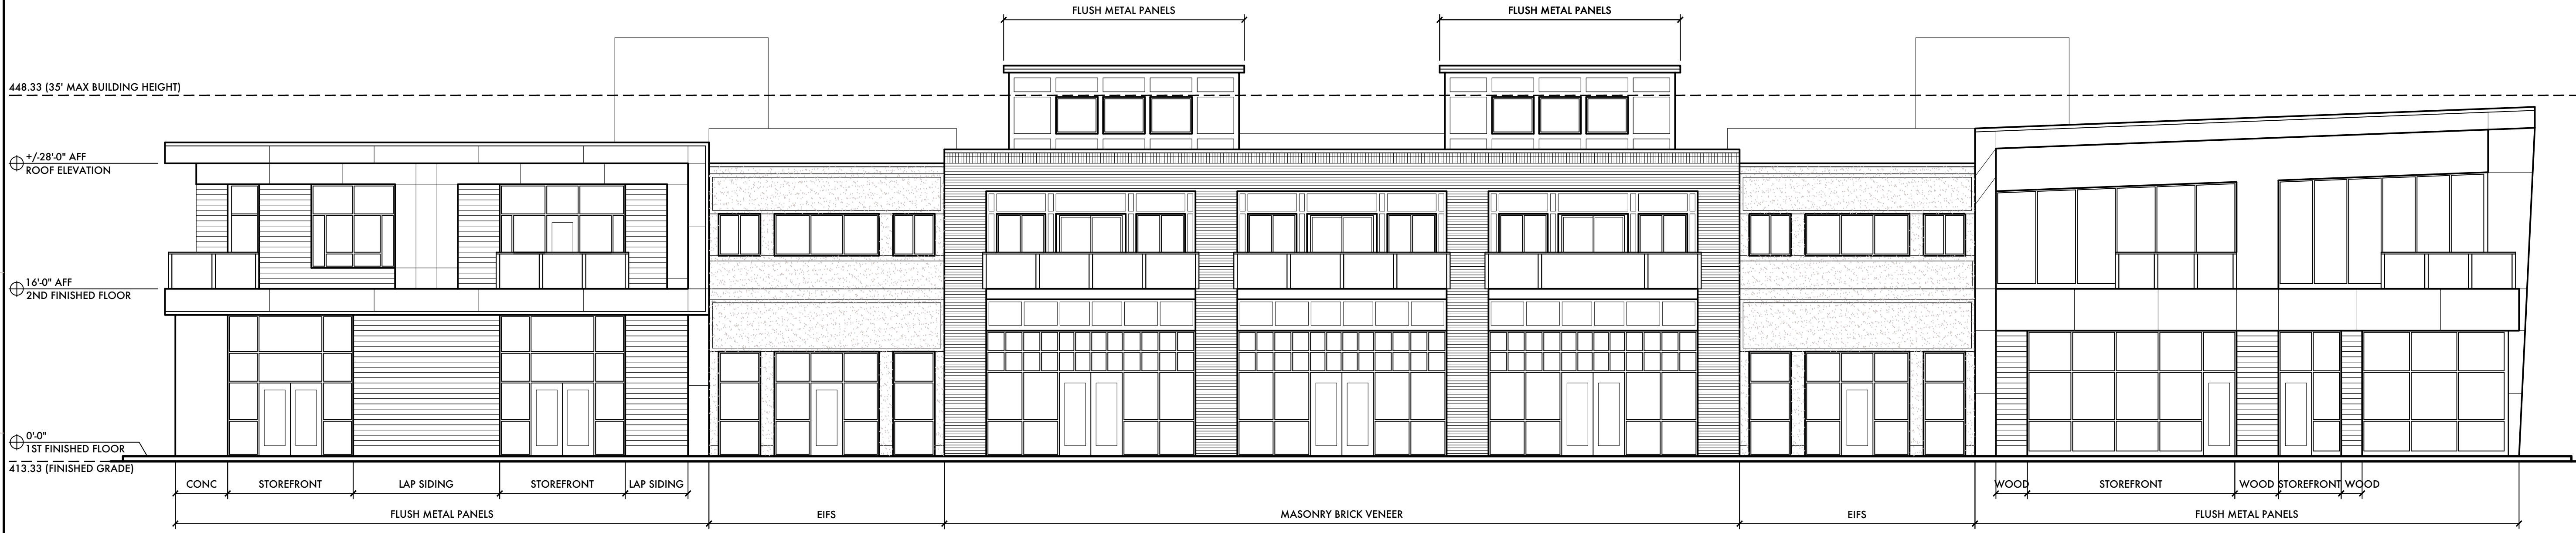 FLUSH METAL PANELS
FLUSH METAL PANELS
448.33 (35' MAX BUILDING HEIGHT)
+/-28'-0" AFF
ROOF ELEVATION
16'-0" AFF
2ND FINISHED FLOOR
0'-0"
1ST FINISHED FLOOR
413.33 (FINISHED GRADE)
CONC
STOREFRONT
LAP SIDING
STOREFRONT
LAP SIDING
WOOD
STOREFRONT
WOOD
STOREFRONT
WOOD
FLUSH METAL PANELS
EIFS
MASONRY BRICK VENEER
EIFS
FLUSH METAL PANELS